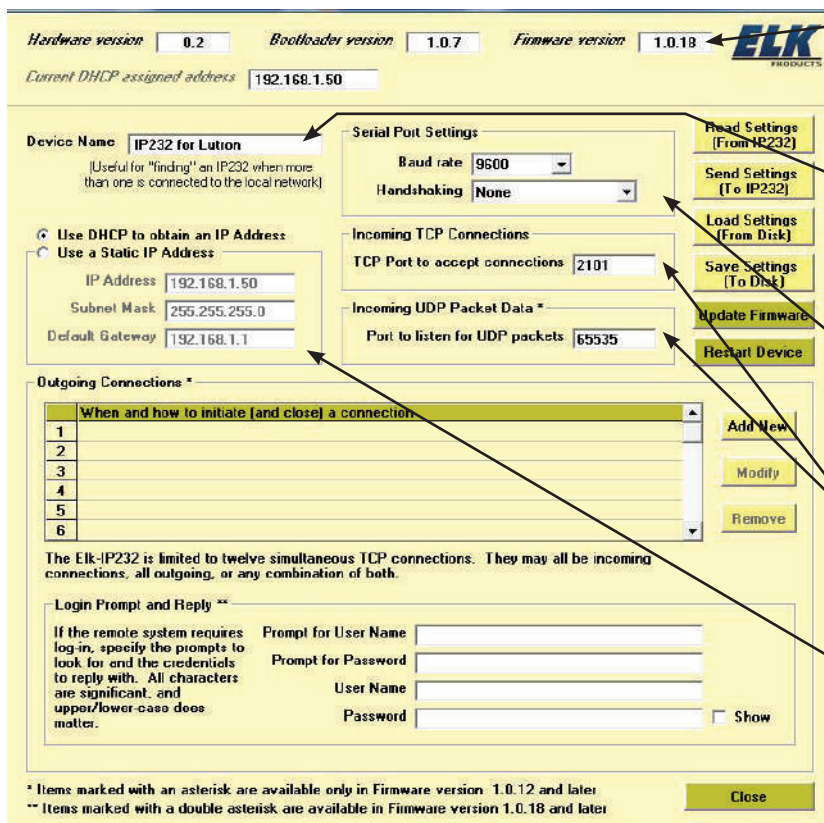 Hardware version 0.2 Bootloader version 1.0.7 Firmware version 1.0.18
ELK
PRODUCTS
Current DHCP assigned address 192.168.1.50
Device Name IP232 for Lutron
(Useful for "finding" an IP232 when more
than one is connected to the local network)
Use DHCP to obtain an IP Address
Use a Static IP Address
IP Address 192.168.1.50
Subnet Mask 255.255.255.0
Default Gateway 192.168.1.1
Serial Port Settings
Baud rate 9600
Handshaking None
Incoming TCP Connections
TCP Port to accept connections 2101
Incoming UDP Packet Data *
Port to listen for UDP packets 65535
Read Settings
(From IP232)
Send Settings
(To IP232)
Load Settings
(From Disk)
Save Settings
(To Disk)
Update Firmware
Restart Device
Outgoing Connections *
When and how to initiate (and close) a connection
1
2
3
4
5
6
Add New
Modify
Remove
The Elk-IP232 is limited to twelve simultaneous TCP connections. They may all be incoming
connections, all outgoing, or any combination of both.
Login Prompt and Reply **
If the remote system requires
log-in, specify the prompts to
look for and the credentials
to reply with. All characters
are significant, and
upper/lower-case does
matter.
Prompt for User Name
Prompt for Password
User Name
Password
Show
* Items marked with an asterisk are available only in Firmware version 1.0.12 and later
** Items marked with a double asterisk are available in Firmware version 1.0.18 and later
Close